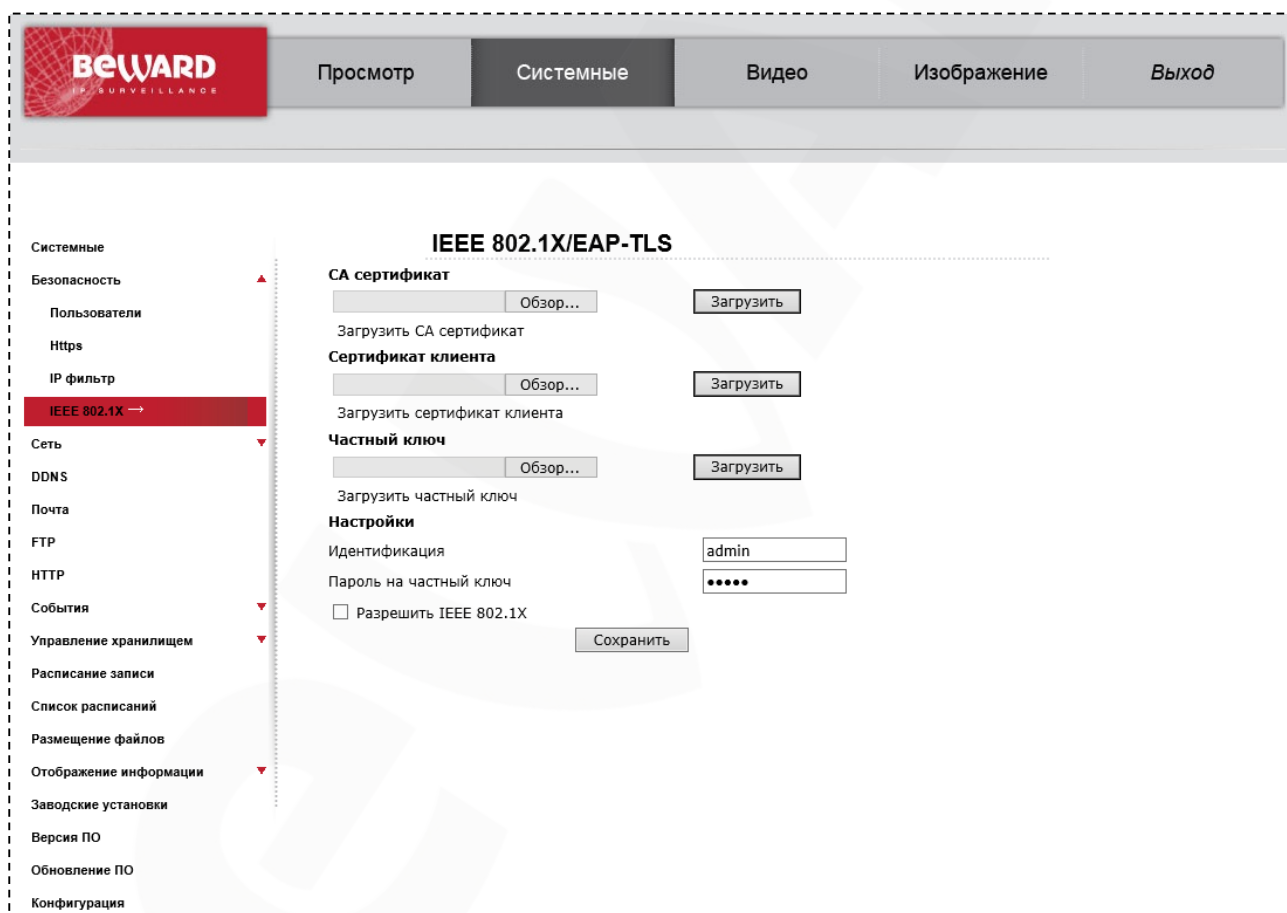 BEWARD
IP SURVEILLANCE
Просмотр
Системные
Видео
Изображение
Выход
Системные
Безопасность
Пользователи
Https
IP фильтр
IEEE 802.1X →
Сеть
DDNS
Почта
FTP
HTTP
События
Управление хранилищем
Расписание записи
Список расписаний
Размещение файлов
Отображение информации
Заводские установки
Версия ПО
Обновление ПО
Конфигурация
IEEE 802.1X/EAP-TLS
CA сертификат
Обзор... Загрузить
Загрузить CA сертификат
Сертификат клиента
Обзор... Загрузить
Загрузить сертификат клиента
Частный ключ
Обзор... Загрузить
Загрузить частный ключ
Настройки
Идентификация admin
Пароль на частный ключ •••••
Разрешить IEEE 802.1X
Сохранить